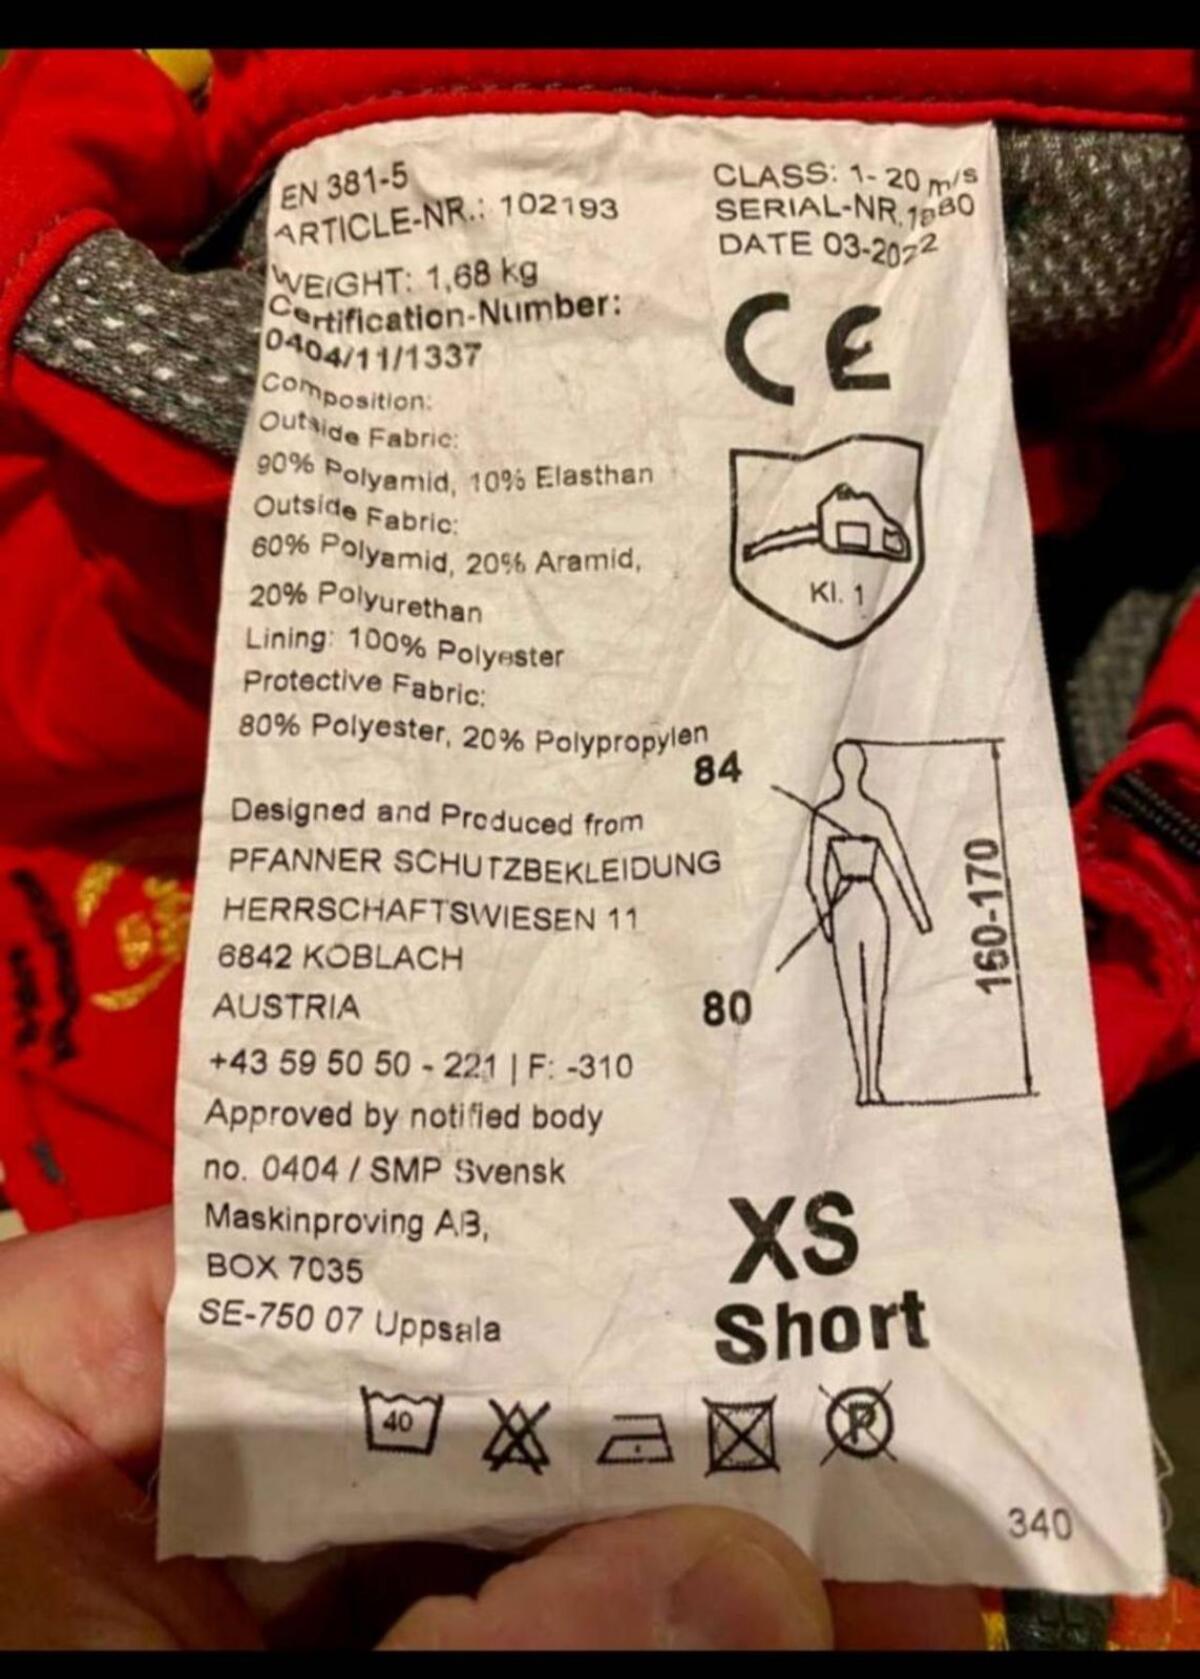 EN 381-5
ARTICLE-NR.: 102193
WEIGHT: 1,68 kg
Certification-Number:
0404/11/1337
Composition:
Outside Fabric:
90% Polyamid, 10% Elasthan
Outside Fabric:
60% Polyamid, 20% Aramid,
20% Polyurethan
Lining: 100% Polyester
Protective Fabric:
80% Polyester, 20% Polypropylen
Designed and Produced from
PFANNER SCHUTZBEKLEIDUNG
HERRSCHAFTSWIESEN 11
6842 KOBLACH
AUSTRIA
+43 59 50 50 - 221 | F: -310
Approved by notified body
no. 0404 / SMP Svensk
Maskinproving AB,
BOX 7035
SE-750 07 Uppsala
CLASS: 1- 20 m/s
SERIAL-NR.
DATE 03-2022
CE
Kl. 1
84
80
160-170
XS
Short
40
P
340